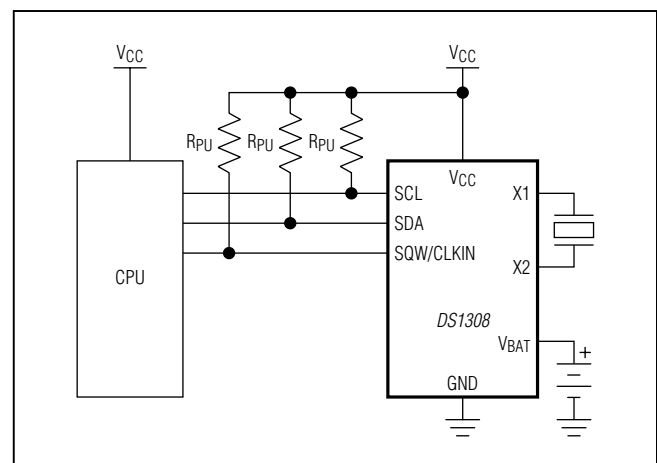 VCC
VCC
RPU
RPU
RPU
VCC
SCL
X1
SDA
SQW/CLKIN
X2
CPU
DS1308
VBAT
+
GND